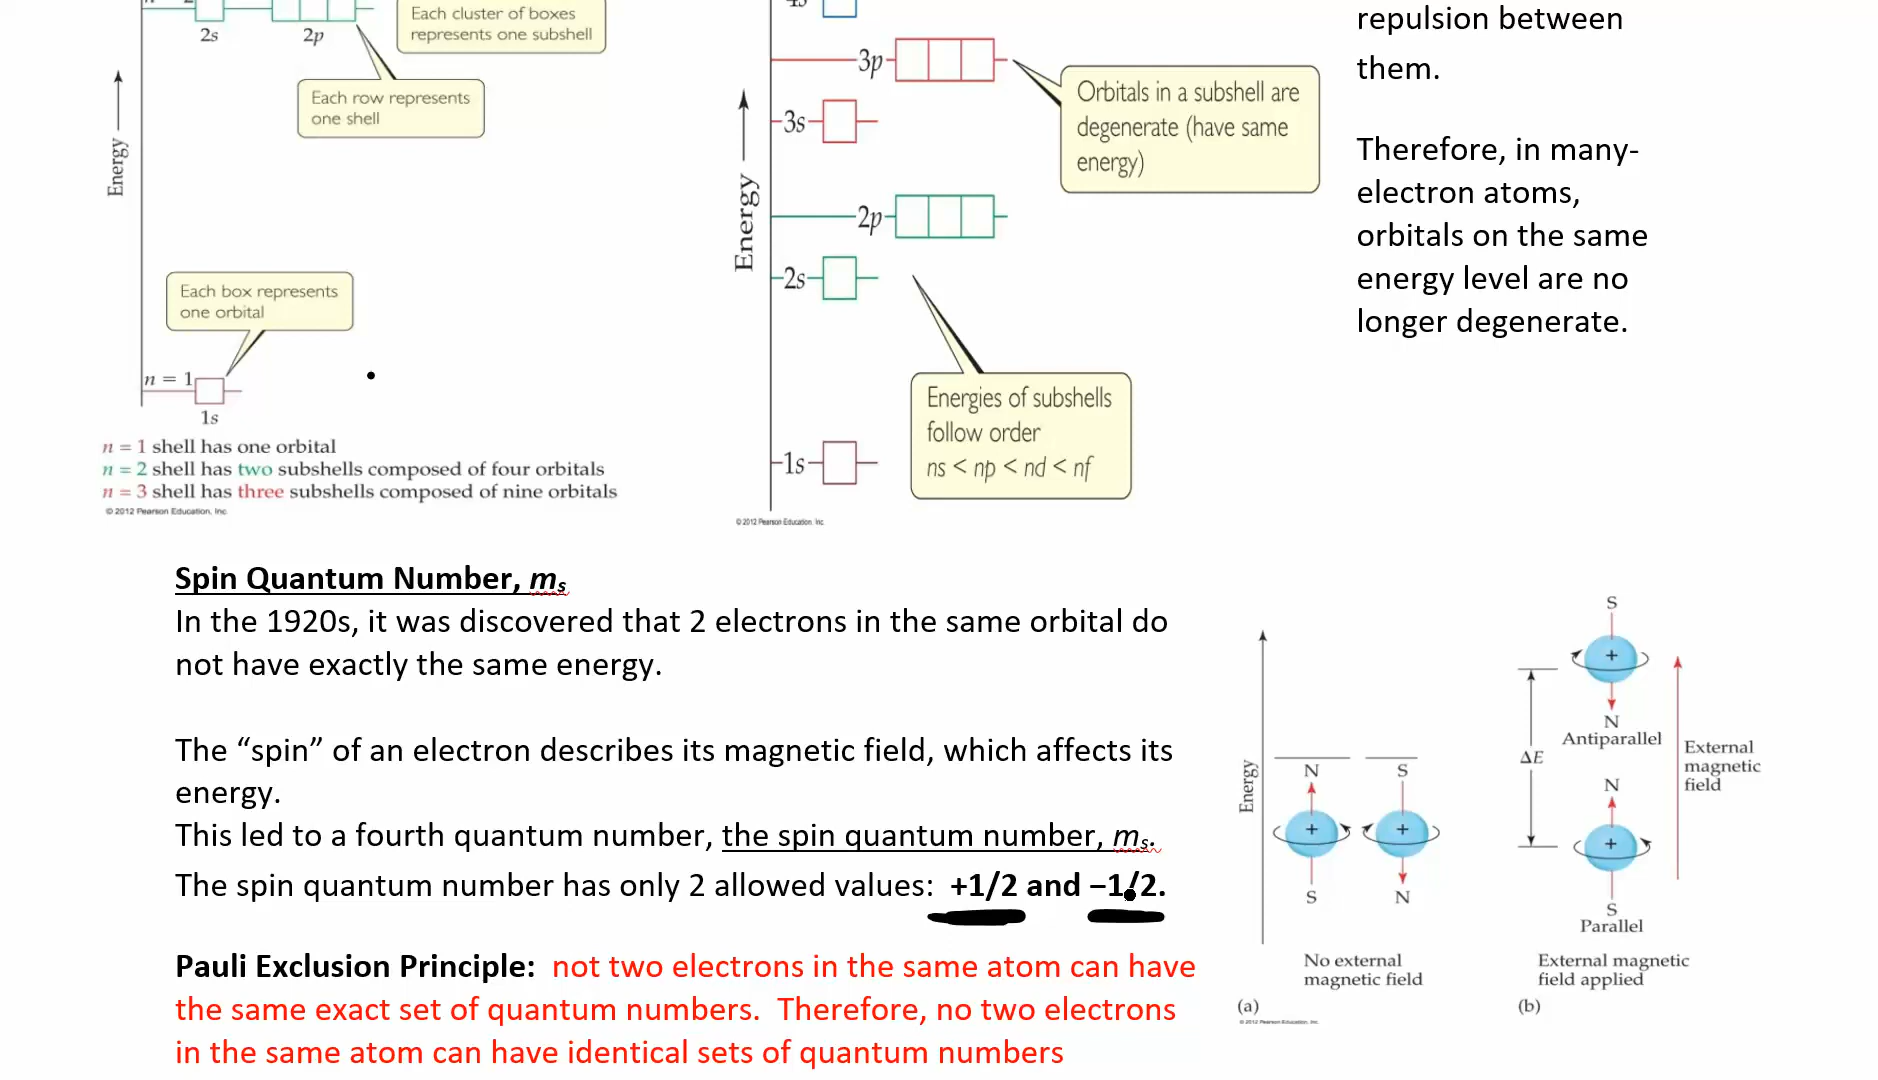 2s
2p
Each cluster of boxes
represents one subshell
Each row represents
one shell
Energy
Each box represents
one orbital
n = 1
1s
n = 1 shell has one orbital
n = 2 shell has two subshells composed of four orbitals
n = 3 shell has three subshells composed of nine orbitals
© 2012 Pearson Education, Inc.
3p
Orbitals in a subshell are
degenerate (have same
energy)
3s
Energy
2p
2s
Energies of subshells
follow order
ns < np < nd < nf
1s
© 2012 Pearson Education, Inc.
repulsion between
them.
Therefore, in many-
electron atoms,
orbitals on the same
energy level are no
longer degenerate.
Spin Quantum Number, ms
In the 1920s, it was discovered that 2 electrons in the same orbital do
not have exactly the same energy.
The “spin” of an electron describes its magnetic field, which affects its
energy.
This led to a fourth quantum number, the spin quantum number, ms.
The spin quantum number has only 2 allowed values: +1/2 and –1/2.
Pauli Exclusion Principle: not two electrons in the same atom can have
the same exact set of quantum numbers. Therefore, no two electrons
in the same atom can have identical sets of quantum numbers
Energy
N
+
S
S
+
N
No external
magnetic field
(a)
© 2012 Pearson Education, Inc.
S
+
N
Antiparallel
ΔE
External
magnetic
field
N
+
S
Parallel
External magnetic
field applied
(b)